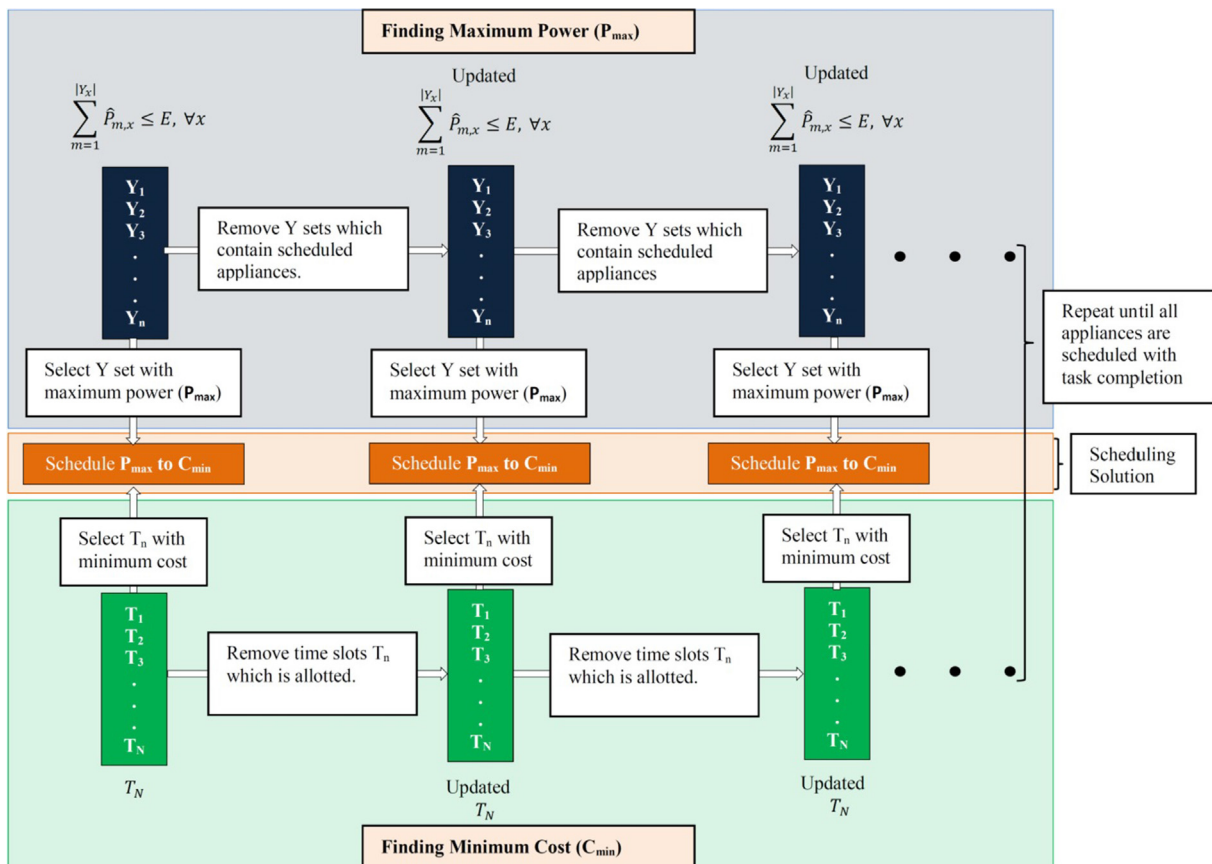 Finding Maximum Power (Pmax)
Updated
Updated
|Yx|
∑ P̂m,x ≤ E, ∀x
m=1
|Yx|
∑ P̂m,x ≤ E, ∀x
m=1
|Yx|
∑ P̂m,x ≤ E, ∀x
m=1
Y1
Y2
Y3
.
.
.
Yn
Remove Y sets which
contain scheduled
appliances.
Y1
Y2
Y3
.
.
.
Yn
Remove Y sets which
contain scheduled
appliances
Y1
Y2
Y3
.
.
.
Yn
• • •
Repeat until all
appliances are
scheduled with
task completion
Select Y set with
maximum power (Pmax)
Select Y set with
maximum power (Pmax)
Select Y set with
maximum power (Pmax)
Schedule Pmax to Cmin
Schedule Pmax to Cmin
Schedule Pmax to Cmin
Scheduling
Solution
Select Tn with
minimum cost
Select Tn with
minimum cost
Select Tn with
minimum cost
T1
T2
T3
.
.
.
TN
Remove time slots Tn
which is allotted.
T1
T2
T3
.
.
.
TN
Remove time slots Tn
which is allotted.
T1
T2
T3
.
.
.
TN
• • •
TN
Updated
TN
Updated
TN
Finding Minimum Cost (Cmin)